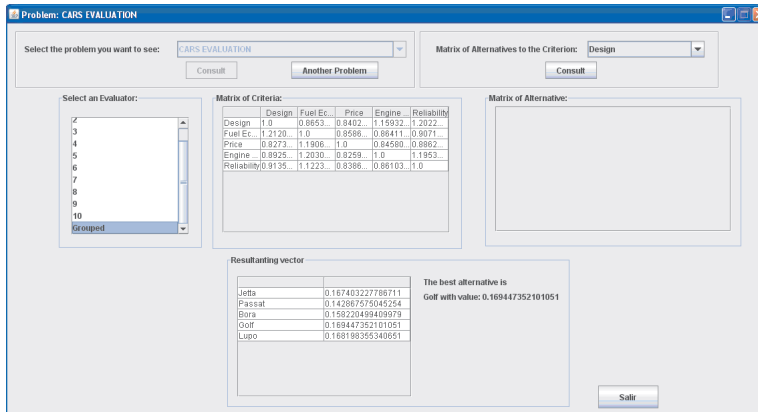 Problem: CARS EVALUATION
Select the problem you want to see: CARS EVALUATION
Consult Another Problem
Matrix of Alternatives to the Criterion: Design
Consult
Select an Evaluator:
2
3
4
5
6
7
8
9
10
Grouped
Matrix of Criteria:
Design Fuel Ec... Price Engine ... Reliability
Design 1.0 0.8653... 0.8402... 1.15932... 1.2022...
Fuel Ec... 1.2120... 1.0 0.8586... 0.86411... 0.9071...
Price 0.8273... 1.1906... 1.0 0.84580... 0.8862...
Engine ... 0.8925... 1.2030... 0.8259... 1.0 1.1953...
Reliability 0.9135... 1.1223... 0.8386... 0.86103... 1.0
Matrix of Alternative:
Resultanting vector
Jetta 0.167403227786711
Passat 0.142867575045254
Bora 0.158220499409979
Golf 0.169447352101051
Lupo 0.168198355340651
The best alternative is
Golf with value: 0.169447352101051
Salir